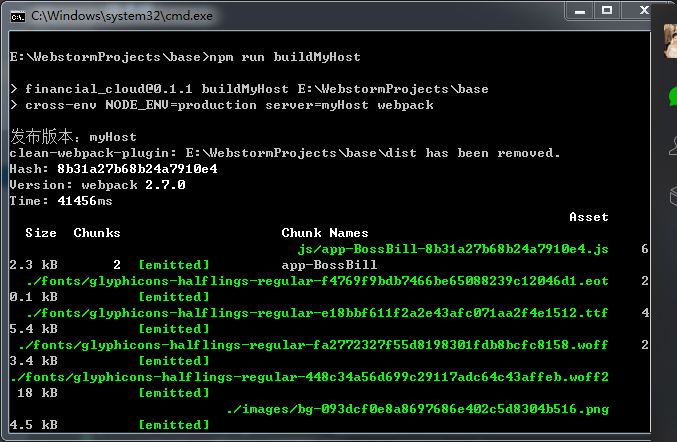 C:\Windows\system32\cmd.exe
E:\WebstormProjects\base>npm run buildMyHost
> financial_cloud@0.1.1 buildMyHost E:\WebstormProjects\base
> cross-env NODE_ENV=production server=myHost webpack
发布版本：myHost
clean-webpack-plugin: E:\WebstormProjects\base\dist has been removed.
Hash: 8b31a27b68b24a7910e4
Version: webpack 2.7.0
Time: 41456ms
Asset
Size  Chunks                    Chunk Names
js/app-BossBill-8b31a27b68b24a7910e4.js    6
2.3 kB       2  [emitted]         app-BossBill
./fonts/glyphicons-halflings-regular-f4769f9bdb7466be65088239c12046d1.eot    2
0.1 kB          [emitted]
./fonts/glyphicons-halflings-regular-e18bbf611f2a2e43afc071aa2f4e1512.ttf    4
5.4 kB          [emitted]
./fonts/glyphicons-halflings-regular-fa2772327f55d8198301fdb8bcfc8158.woff    2
3.4 kB          [emitted]
./fonts/glyphicons-halflings-regular-448c34a56d699c29117adc64c43affeb.woff2
18 kB          [emitted]
./images/bg-093dcf0e8a8697686e402c5d8304b516.png
4.5 kB          [emitted]